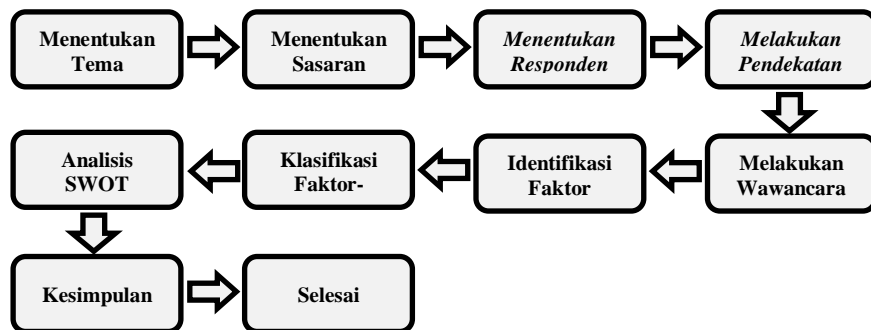 Menentukan
Tema
Menentukan
Sasaran
Menentukan
Responden
Melakukan
Pendekatan
Melakukan
Wawancara
Identifikasi
Faktor
Klasifikasi
Faktor-
Analisis
SWOT
Kesimpulan
Selesai